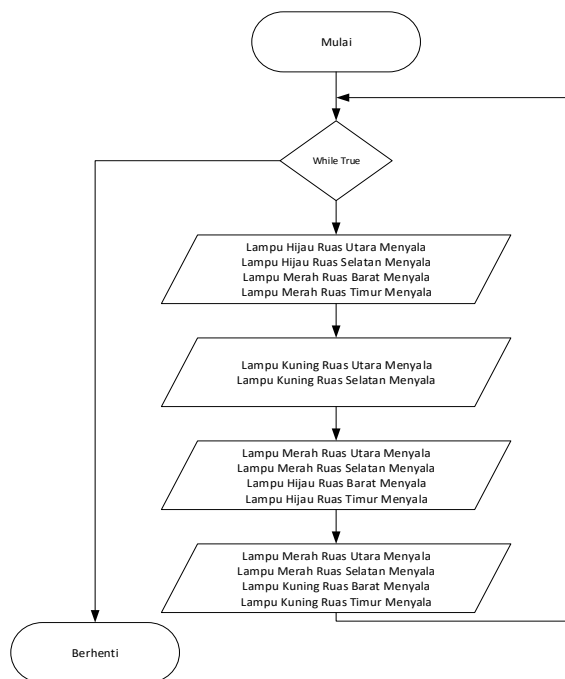 Mulai
While True
Lampu Hijau Ruas Utara Menyala
Lampu Hijau Ruas Selatan Menyala
Lampu Merah Ruas Barat Menyala
Lampu Merah Ruas Timur Menyala
Lampu Kuning Ruas Utara Menyala
Lampu Kuning Ruas Selatan Menyala
Lampu Merah Ruas Utara Menyala
Lampu Merah Ruas Selatan Menyala
Lampu Hijau Ruas Barat Menyala
Lampu Hijau Ruas Timur Menyala
Lampu Merah Ruas Utara Menyala
Lampu Merah Ruas Selatan Menyala
Lampu Kuning Ruas Barat Menyala
Lampu Kuning Ruas Timur Menyala
Berhenti